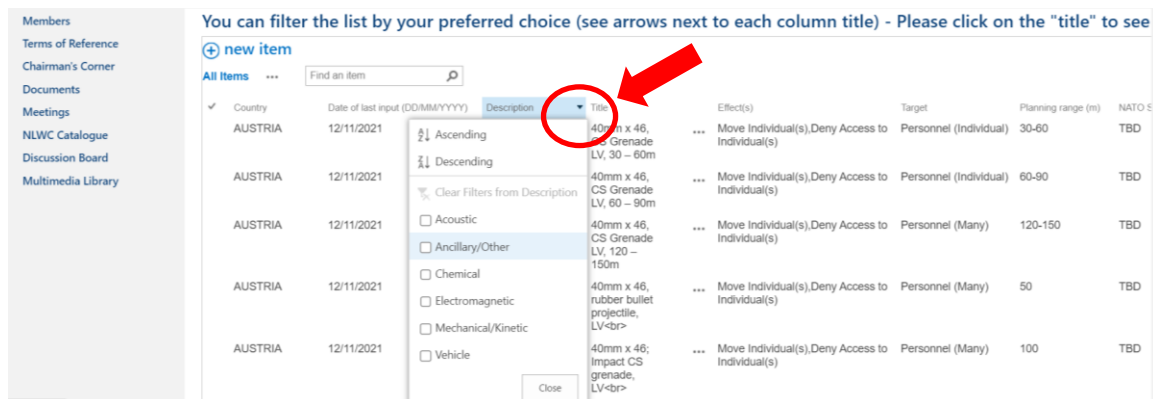 Members
Terms of Reference
Chairman's Corner
Documents
Meetings
NLWC Catalogue
Discussion Board
Multimedia Library
You can filter the list by your preferred choice (see arrows next to each column title) - Please click on the "title" to see
new item
All Items ... Find an item
Country Date of last input (DD/MM/YYYY) Description Title Effect(s) Target Planning range (m) NATO S
AUSTRIA 12/11/2021 40mm x 46, ... Move Individual(s),Deny Access to Personnel (Individual) 30-60 TBD
CS Grenade Individual(s)
LV, 30 – 60m
AUSTRIA 12/11/2021 40mm x 46, ... Move Individual(s),Deny Access to Personnel (Individual) 60-90 TBD
CS Grenade Individual(s)
LV, 60 – 90m
AUSTRIA 12/11/2021 40mm x 46, ... Move Individual(s),Deny Access to Personnel (Many) 120-150 TBD
CS Grenade Individual(s)
LV, 120 –
150m
AUSTRIA 12/11/2021 40mm x 46, ... Move Individual(s),Deny Access to Personnel (Many) 50 TBD
rubber bullet Individual(s)
projectile,
LV<br>
AUSTRIA 12/11/2021 40mm x 46; ... Move Individual(s),Deny Access to Personnel (Many) 100 TBD
Impact CS Individual(s)
grenade,
LV<br>
Ascending
Descending
Clear Filters from Description
Acoustic
Ancillary/Other
Chemical
Electromagnetic
Mechanical/Kinetic
Vehicle
Close